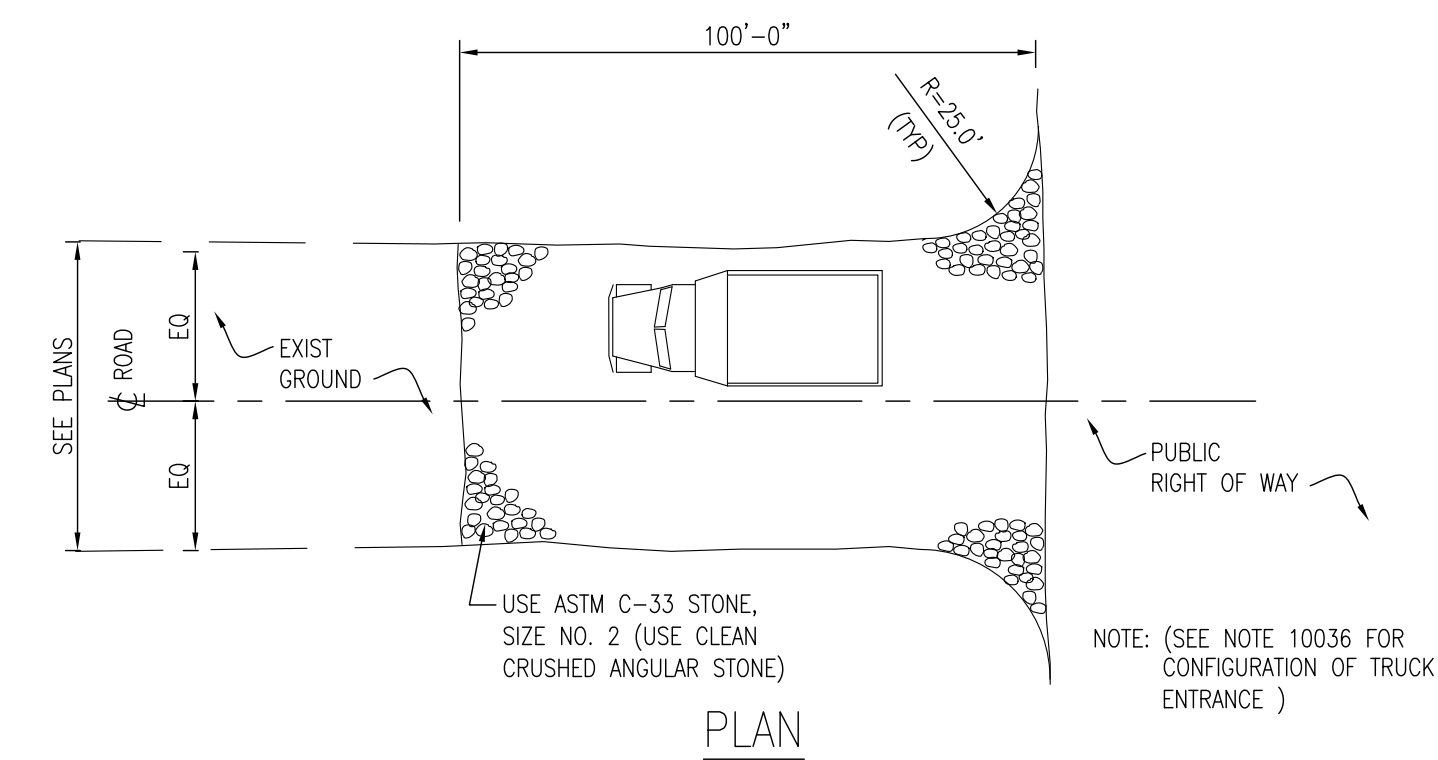 100'-0"
R=25.0'
(TYP)
SEE PLANS
EQ
EQ
℄ ROAD
EXIST
GROUND
PUBLIC
RIGHT OF WAY
USE ASTM C-33 STONE,
SIZE NO. 2 (USE CLEAN
CRUSHED ANGULAR STONE)
NOTE: (SEE NOTE 10036 FOR
CONFIGURATION OF TRUCK
ENTRANCE )
PLAN